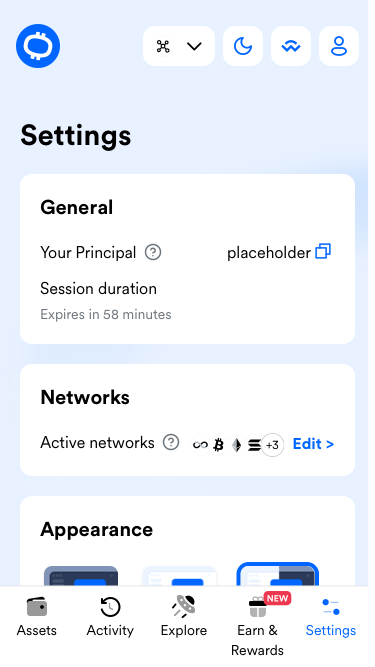 Settings
General
Your Principal
placeholder
Session duration
Expires in 58 minutes
Networks
Active networks
+3
Edit >
Appearance
NEW
Assets
Activity
Explore
Earn &
Rewards
Settings